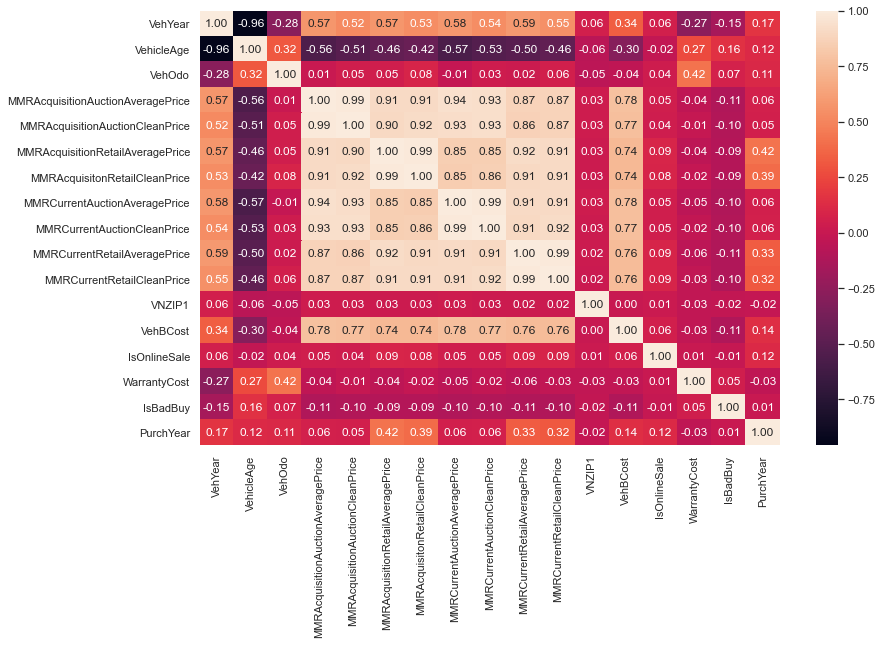 VehYear 1.00 -0.96 -0.28 0.57 0.52 0.57 0.53 0.58 0.54 0.59 0.55 0.06 0.34 0.06 -0.27 -0.15 0.17
VehicleAge -0.96 1.00 0.32 -0.56 -0.51 -0.46 -0.42 -0.57 -0.53 -0.50 -0.46 -0.06 -0.30 -0.02 0.27 0.16 0.12
VehOdo -0.28 0.32 1.00 0.01 0.05 0.05 0.08 -0.01 0.03 0.02 0.06 -0.05 -0.04 0.04 0.42 0.07 0.11
MMRAcquisitionAuctionAveragePrice 0.57 -0.56 0.01 1.00 0.99 0.91 0.91 0.94 0.93 0.87 0.87 0.03 0.78 0.05 -0.04 -0.11 0.06
MMRAcquisitionAuctionCleanPrice 0.52 -0.51 0.05 0.99 1.00 0.90 0.92 0.93 0.93 0.86 0.87 0.03 0.77 0.04 -0.01 -0.10 0.05
MMRAcquisitionRetailAveragePrice 0.57 -0.46 0.05 0.91 0.90 1.00 0.99 0.85 0.85 0.92 0.91 0.03 0.74 0.09 -0.04 -0.09 0.42
MMRAcquisitonRetailCleanPrice 0.53 -0.42 0.08 0.91 0.92 0.99 1.00 0.85 0.86 0.91 0.91 0.03 0.74 0.08 -0.02 -0.09 0.39
MMRCurrentAuctionAveragePrice 0.58 -0.57 -0.01 0.94 0.93 0.85 0.85 1.00 0.99 0.91 0.91 0.03 0.78 0.05 -0.05 -0.10 0.06
MMRCurrentAuctionCleanPrice 0.54 -0.53 0.03 0.93 0.93 0.85 0.86 0.99 1.00 0.91 0.92 0.03 0.77 0.05 -0.02 -0.10 0.06
MMRCurrentRetailAveragePrice 0.59 -0.50 0.02 0.87 0.86 0.92 0.91 0.91 0.91 1.00 0.99 0.02 0.76 0.09 -0.06 -0.11 0.33
MMRCurrentRetailCleanPrice 0.55 -0.46 0.06 0.87 0.87 0.91 0.91 0.91 0.92 0.99 1.00 0.02 0.76 0.09 -0.03 -0.10 0.32
VNZIP1 0.06 -0.06 -0.05 0.03 0.03 0.03 0.03 0.03 0.03 0.02 0.02 1.00 0.00 0.01 -0.03 -0.02 -0.02
VehBCost 0.34 -0.30 -0.04 0.78 0.77 0.74 0.74 0.78 0.77 0.76 0.76 0.00 1.00 0.06 -0.03 -0.11 0.14
IsOnlineSale 0.06 -0.02 0.04 0.05 0.04 0.09 0.08 0.05 0.05 0.09 0.09 0.01 0.06 1.00 0.01 -0.01 0.12
WarrantyCost -0.27 0.27 0.42 -0.04 -0.01 -0.04 -0.02 -0.05 -0.02 -0.06 -0.03 -0.03 -0.03 0.01 1.00 0.05 -0.03
IsBadBuy -0.15 0.16 0.07 -0.11 -0.10 -0.09 -0.09 -0.10 -0.10 -0.11 -0.10 -0.02 -0.11 -0.01 0.05 1.00 0.01
PurchYear 0.17 0.12 0.11 0.06 0.05 0.42 0.39 0.06 0.06 0.33 0.32 -0.02 0.14 0.12 -0.03 0.01 1.00
VehYear
VehicleAge
VehOdo
MMRAcquisitionAuctionAveragePrice
MMRAcquisitionAuctionCleanPrice
MMRAcquisitionRetailAveragePrice
MMRAcquisitonRetailCleanPrice
MMRCurrentAuctionAveragePrice
MMRCurrentAuctionCleanPrice
MMRCurrentRetailAveragePrice
MMRCurrentRetailCleanPrice
VNZIP1
VehBCost
IsOnlineSale
WarrantyCost
IsBadBuy
PurchYear
1.00
0.75
0.50
0.25
0.00
-0.25
-0.50
-0.75